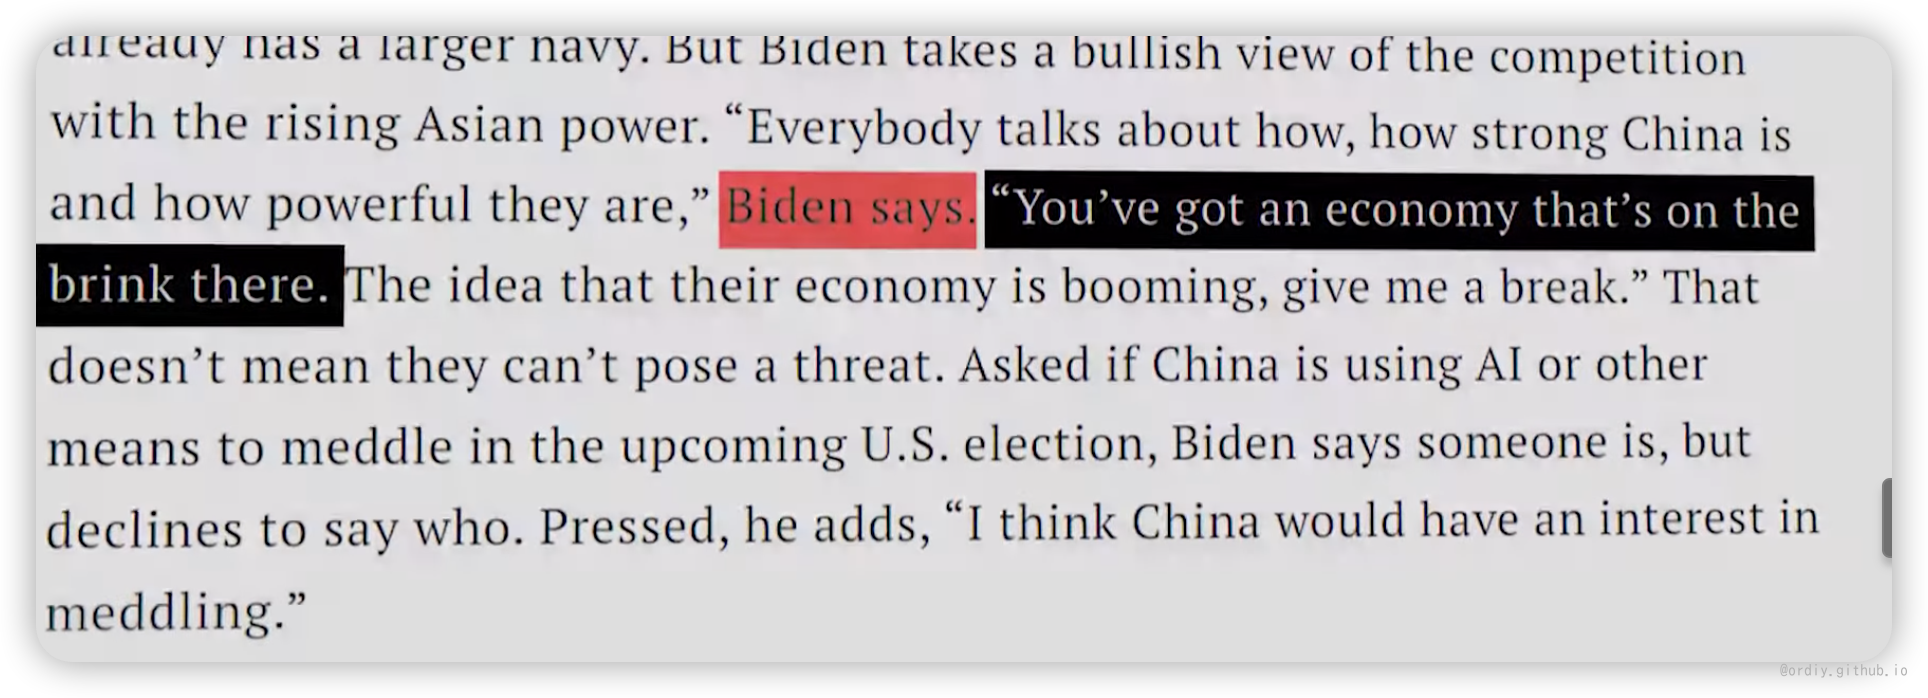 already has a larger navy. But Biden takes a bullish view of the competition
with the rising Asian power. “Everybody talks about how, how strong China is
and how powerful they are,” Biden says. “You’ve got an economy that’s on the
brink there. The idea that their economy is booming, give me a break.” That
doesn’t mean they can’t pose a threat. Asked if China is using AI or other
means to meddle in the upcoming U.S. election, Biden says someone is, but
declines to say who. Pressed, he adds, “I think China would have an interest in
meddling.”
@ordiy.github.io